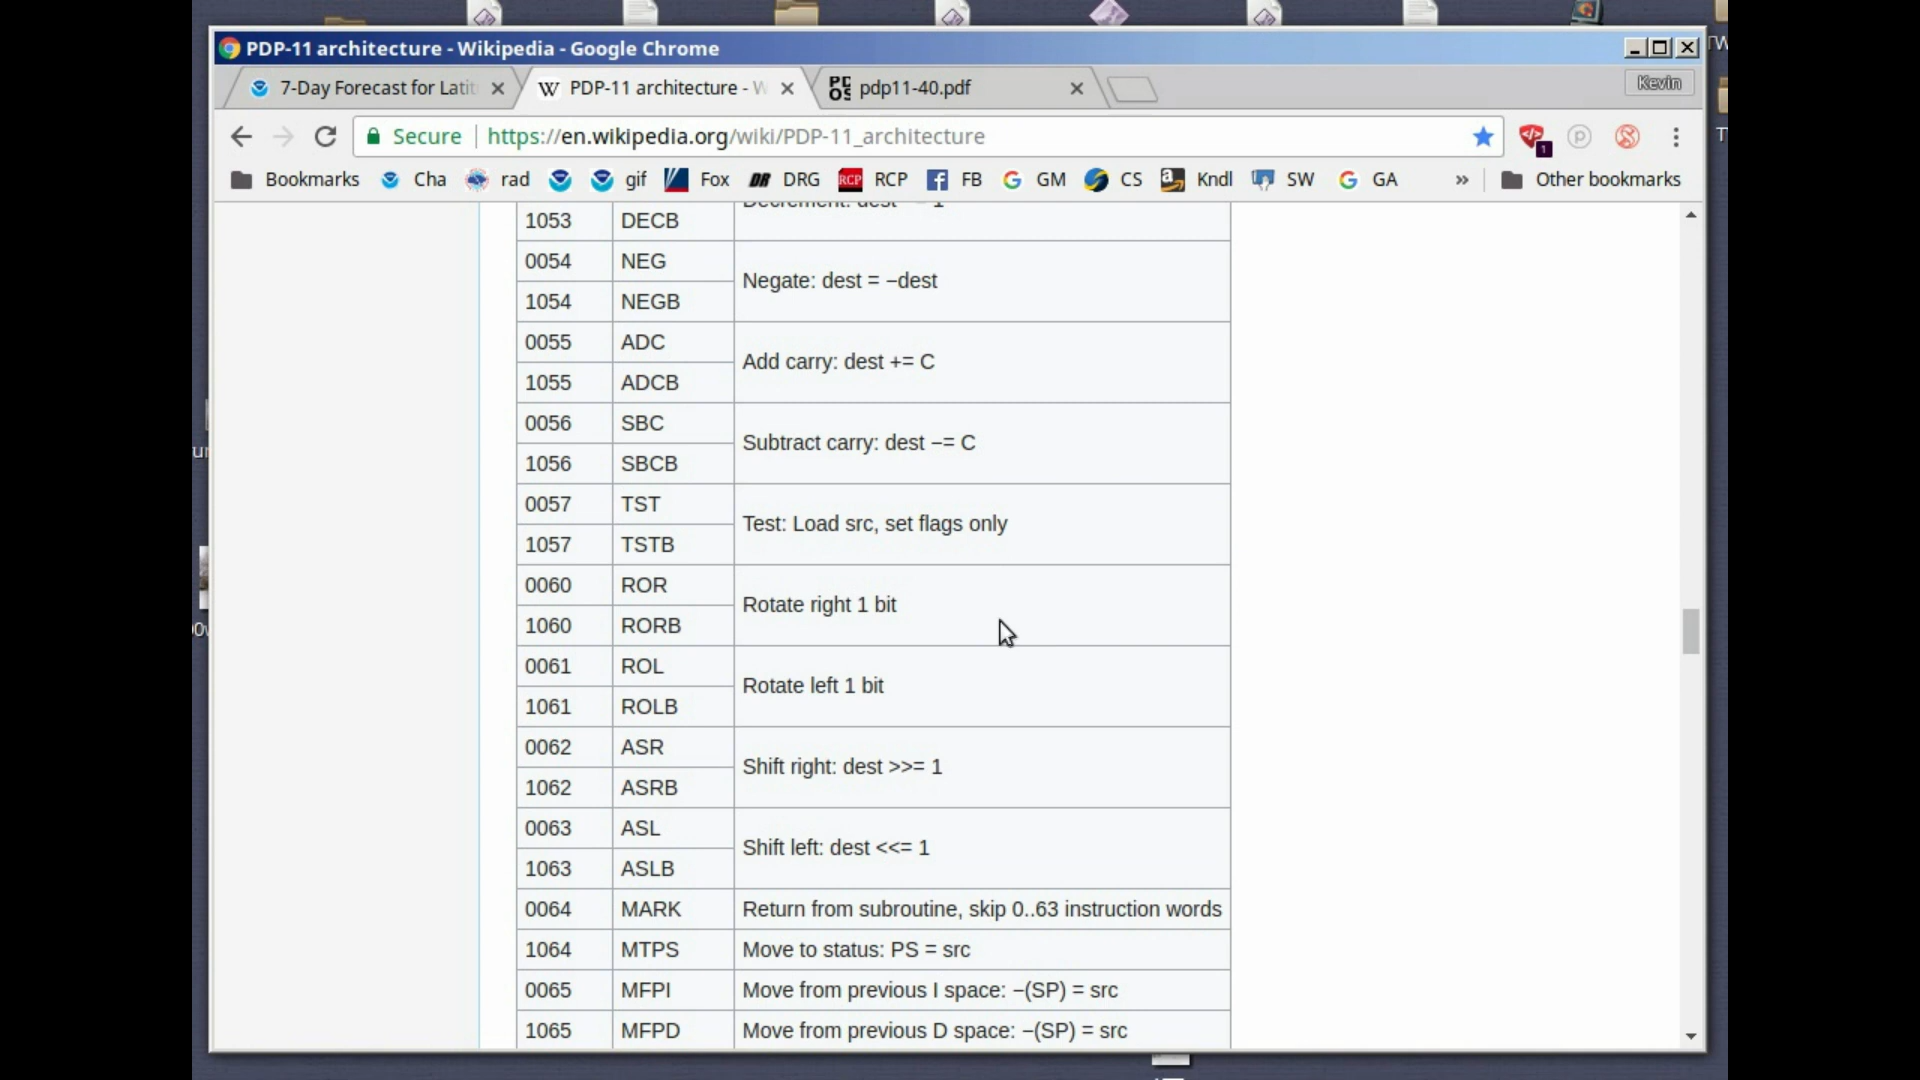 PDP-11 architecture - Wikipedia - Google Chrome
7-Day Forecast for Latit
PDP-11 architecture - W
pdp11-40.pdf
Kevin
Secure https://en.wikipedia.org/wiki/PDP-11_architecture
1
Bookmarks Cha rad gif Fox DR DRG RCP RCP FB GM CS Kndl SW GA » Other bookmarks
1053 DECB
Decrement: dest −= 1
0054 NEG
Negate: dest = −dest
1054 NEGB
0055 ADC
Add carry: dest += C
1055 ADCB
0056 SBC
Subtract carry: dest −= C
1056 SBCB
0057 TST
Test: Load src, set flags only
1057 TSTB
0060 ROR
Rotate right 1 bit
1060 RORB
0061 ROL
Rotate left 1 bit
1061 ROLB
0062 ASR
Shift right: dest >>= 1
1062 ASRB
0063 ASL
Shift left: dest <<= 1
1063 ASLB
0064 MARK Return from subroutine, skip 0..63 instruction words
1064 MTPS Move to status: PS = src
0065 MFPI Move from previous I space: −(SP) = src
1065 MFPD Move from previous D space: −(SP) = src